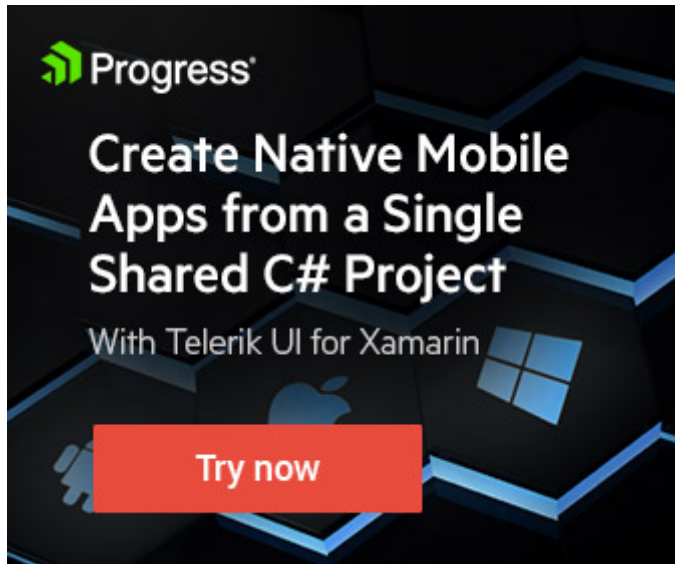 Progress®
Create Native Mobile
Apps from a Single
Shared C# Project
With Telerik UI for Xamarin
Try now